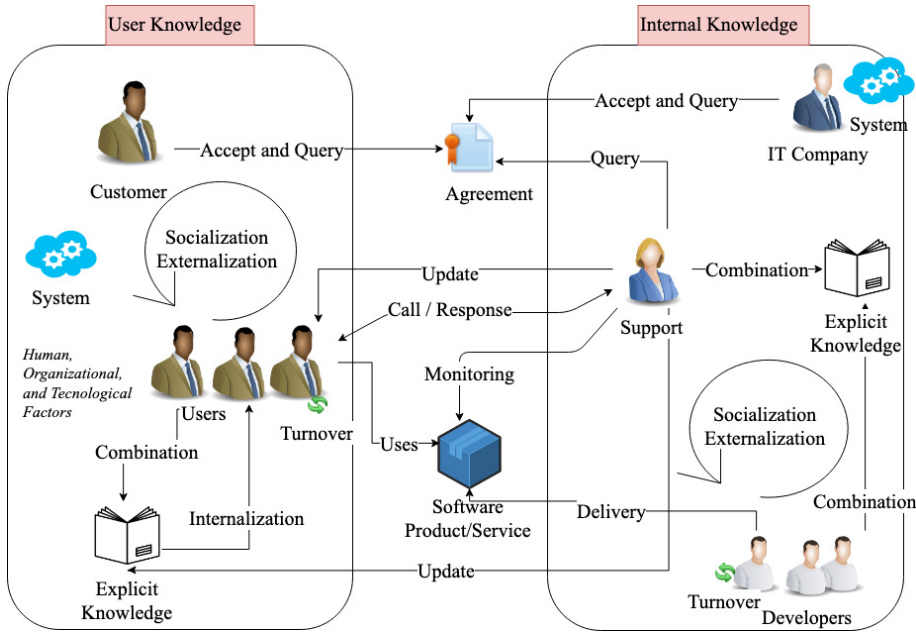 User Knowledge
Internal Knowledge
Accept and Query
System
IT Company
Accept and Query
Customer
Query
Agreement
Socialization
Externalization
System
Update
Combination
Call / Response
Support
Explicit
Knowledge
Human,
Organizational,
and Tecnological
Factors
Users
Turnover
Monitoring
Socialization
Externalization
Combination
Uses
Internalization
Software
Product/Service
Delivery
Combination
Explicit
Knowledge
Update
Turnover
Developers